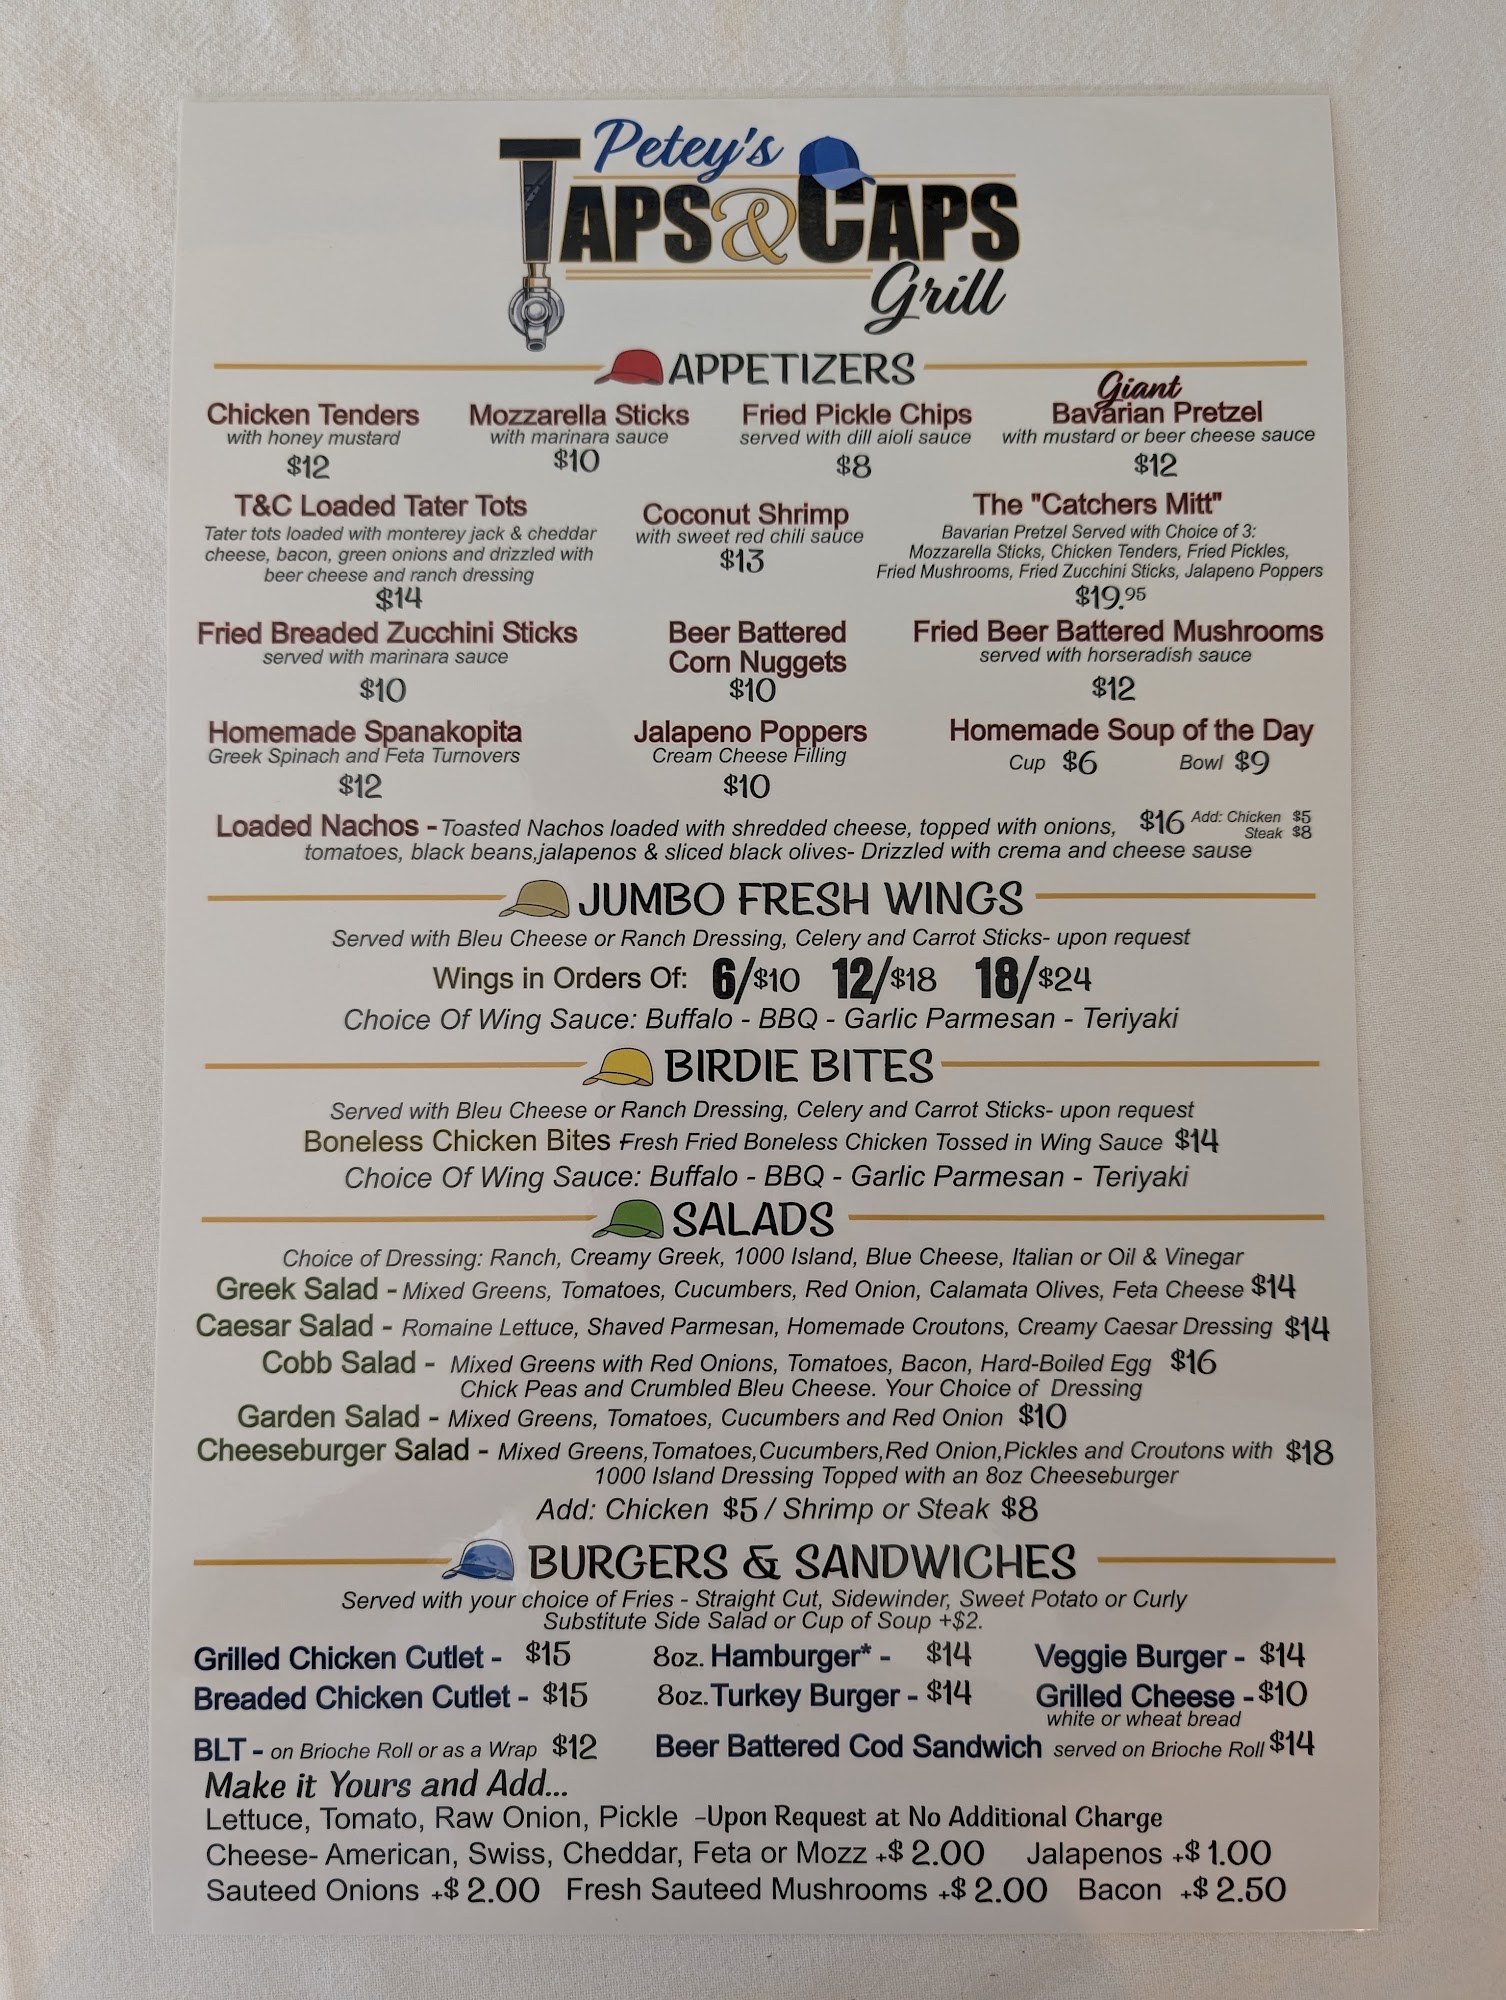 Petey's
TAPS & CAPS
Grill
APPETIZERS
Chicken Tenders
with honey mustard
$12
Mozzarella Sticks
with marinara sauce
$10
Fried Pickle Chips
served with dill aioli sauce
$8
Giant
Bavarian Pretzel
with mustard or beer cheese sauce
$12
T&C Loaded Tater Tots
Tater tots loaded with monterey jack & cheddar
cheese, bacon, green onions and drizzled with
beer cheese and ranch dressing
$14
Coconut Shrimp
with sweet red chili sauce
$13
The "Catchers Mitt"
Bavarian Pretzel Served with Choice of 3:
Mozzarella Sticks, Chicken Tenders, Fried Pickles,
Fried Mushrooms, Fried Zucchini Sticks, Jalapeno Poppers
$19.95
Fried Breaded Zucchini Sticks
served with marinara sauce
$10
Beer Battered
Corn Nuggets
$10
Fried Beer Battered Mushrooms
served with horseradish sauce
$12
Homemade Spanakopita
Greek Spinach and Feta Turnovers
$12
Jalapeno Poppers
Cream Cheese Filling
$10
Homemade Soup of the Day
Cup $6 Bowl $9
Loaded Nachos - Toasted Nachos loaded with shredded cheese, topped with onions, $16 Add: Chicken $5
Steak $8
tomatoes, black beans,jalapenos & sliced black olives- Drizzled with crema and cheese sause
JUMBO FRESH WINGS
Served with Bleu Cheese or Ranch Dressing, Celery and Carrot Sticks- upon request
Wings in Orders Of: 6/$10 12/$18 18/$24
Choice Of Wing Sauce: Buffalo - BBQ - Garlic Parmesan - Teriyaki
BIRDIE BITES
Served with Bleu Cheese or Ranch Dressing, Celery and Carrot Sticks- upon request
Boneless Chicken Bites Fresh Fried Boneless Chicken Tossed in Wing Sauce $14
Choice Of Wing Sauce: Buffalo - BBQ - Garlic Parmesan - Teriyaki
SALADS
Choice of Dressing: Ranch, Creamy Greek, 1000 Island, Blue Cheese, Italian or Oil & Vinegar
Greek Salad - Mixed Greens, Tomatoes, Cucumbers, Red Onion, Calamata Olives, Feta Cheese $14
Caesar Salad - Romaine Lettuce, Shaved Parmesan, Homemade Croutons, Creamy Caesar Dressing $14
Cobb Salad - Mixed Greens with Red Onions, Tomatoes, Bacon, Hard-Boiled Egg $16
Chick Peas and Crumbled Bleu Cheese. Your Choice of Dressing
Garden Salad - Mixed Greens, Tomatoes, Cucumbers and Red Onion $10
Cheeseburger Salad - Mixed Greens,Tomatoes,Cucumbers,Red Onion,Pickles and Croutons with $18
1000 Island Dressing Topped with an 8oz Cheeseburger
Add: Chicken $5 / Shrimp or Steak $8
BURGERS & SANDWICHES
Served with your choice of Fries - Straight Cut, Sidewinder, Sweet Potato or Curly
Substitute Side Salad or Cup of Soup +$2.
Grilled Chicken Cutlet - $15 8oz. Hamburger* - $14 Veggie Burger - $14
Breaded Chicken Cutlet - $15 8oz. Turkey Burger - $14 Grilled Cheese - $10
white or wheat bread
BLT - on Brioche Roll or as a Wrap $12 Beer Battered Cod Sandwich served on Brioche Roll $14
Make it Yours and Add...
Lettuce, Tomato, Raw Onion, Pickle -Upon Request at No Additional Charge
Cheese- American, Swiss, Cheddar, Feta or Mozz +$ 2.00 Jalapenos +$ 1.00
Sauteed Onions +$ 2.00 Fresh Sauteed Mushrooms +$ 2.00 Bacon +$ 2.50